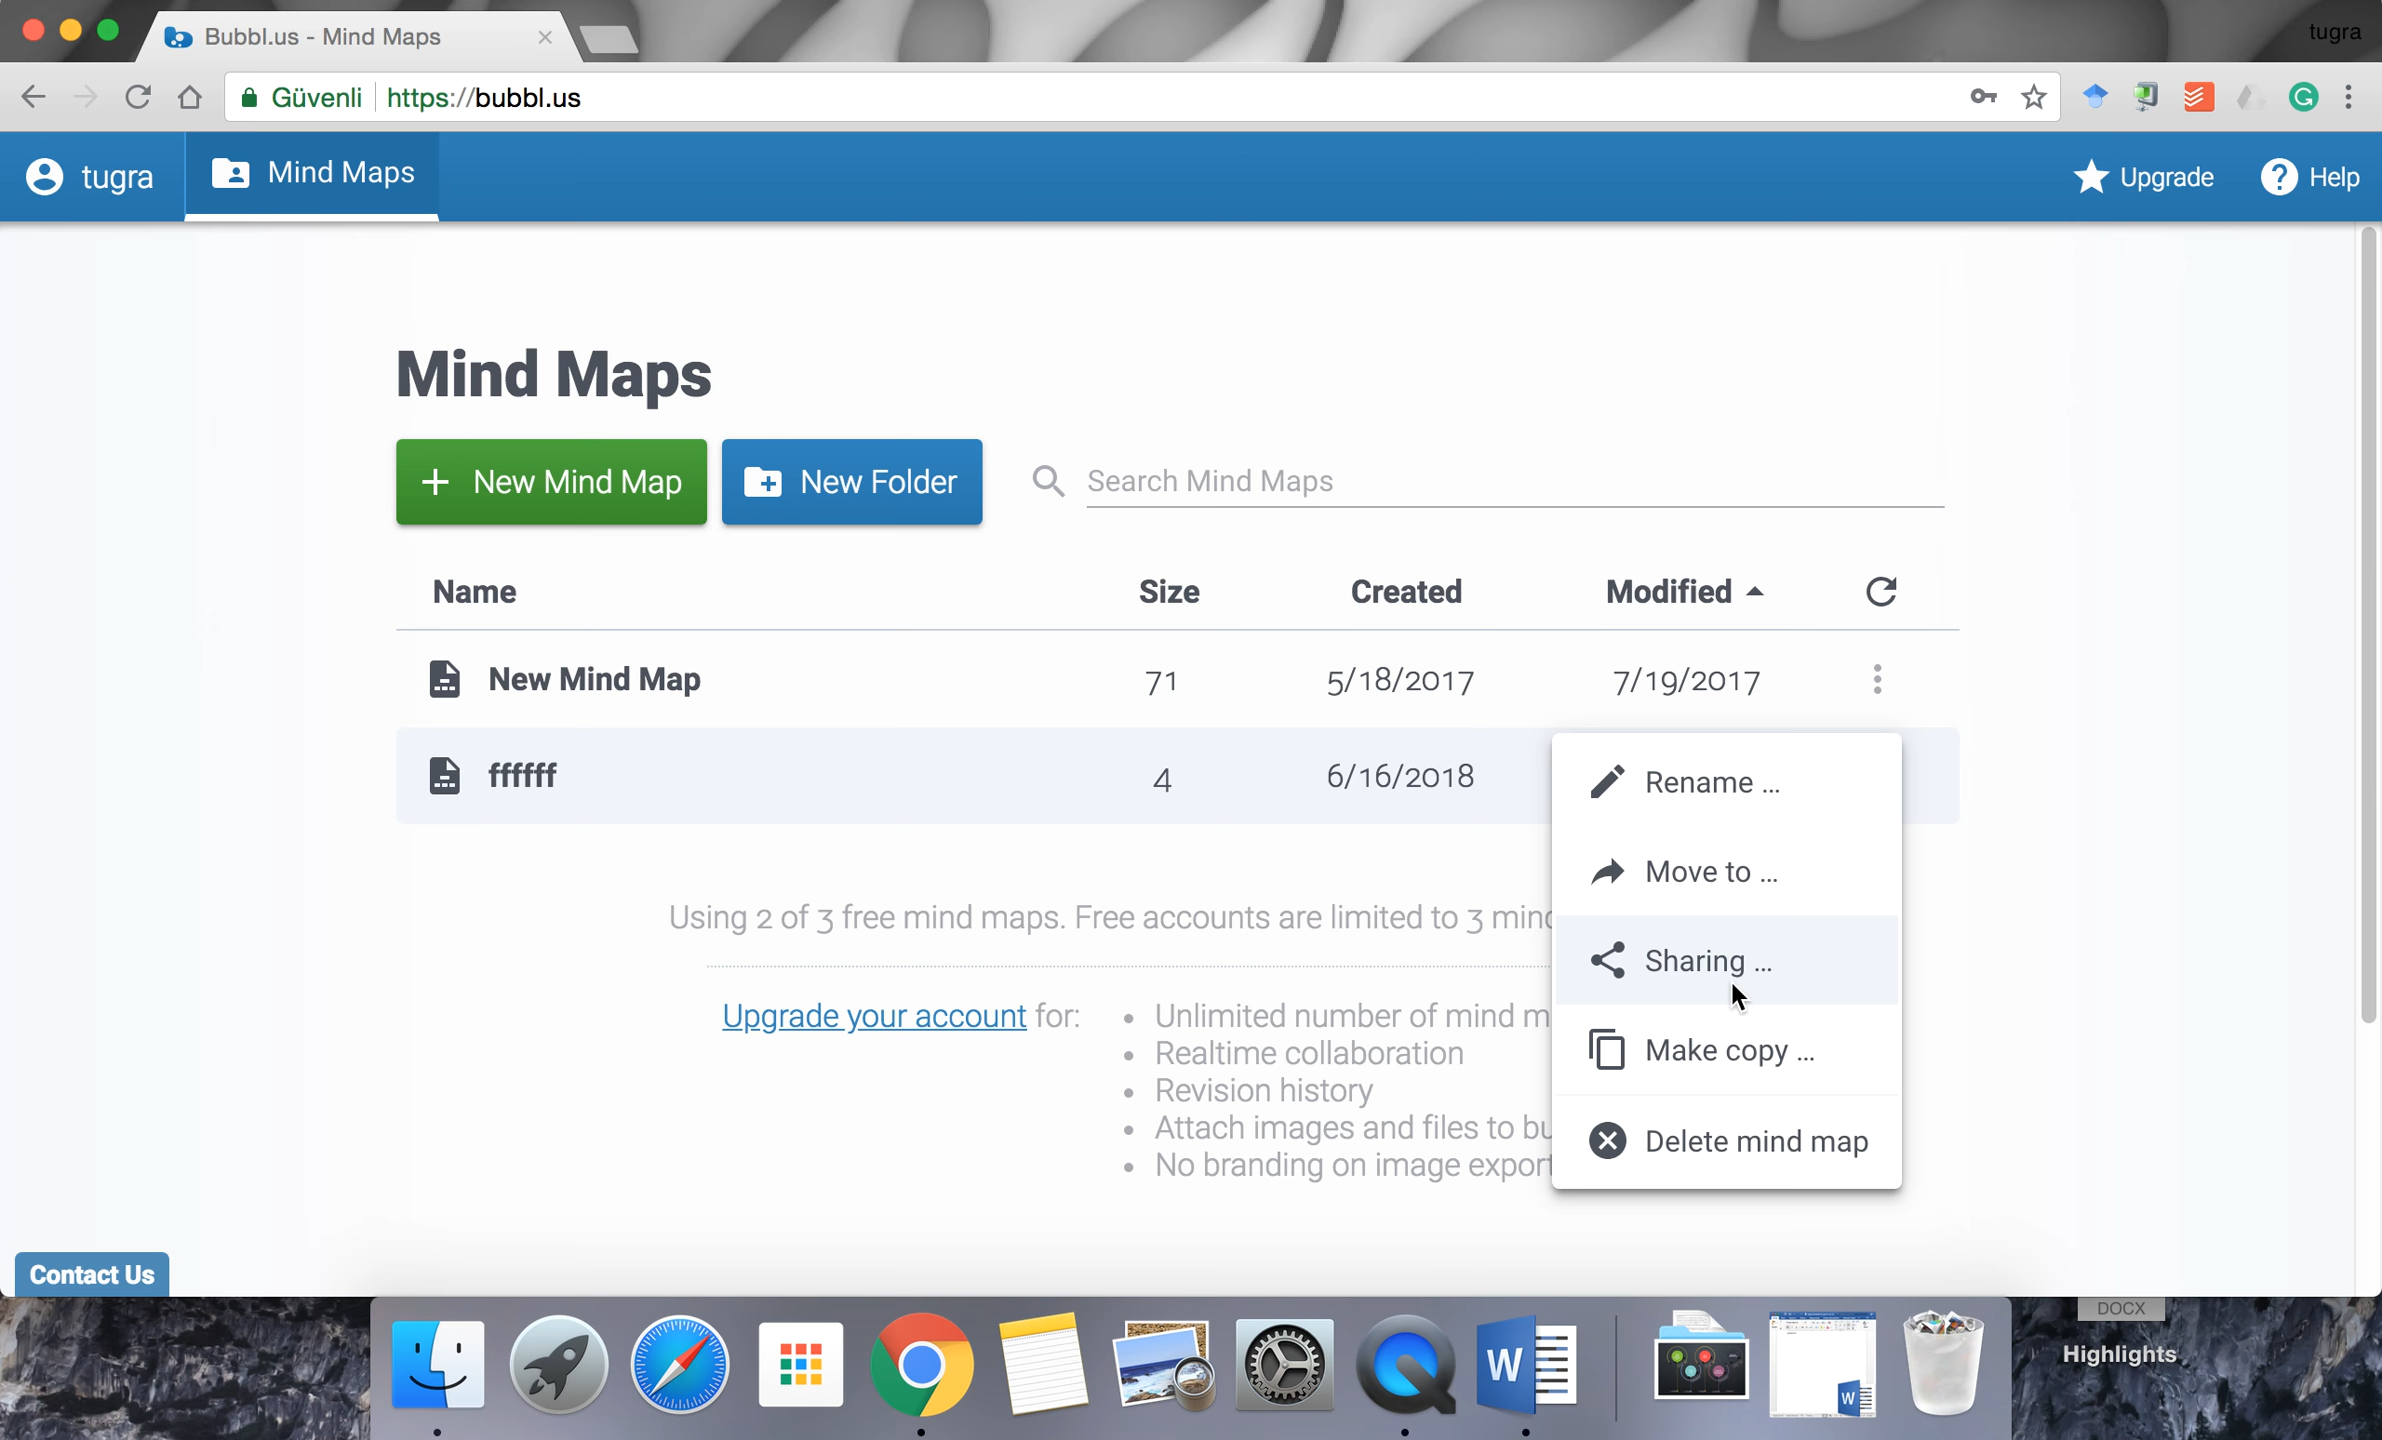 Bubbl.us - Mind Maps
tugra
Güvenli
https://bubbl.us
tugra
Mind Maps
Upgrade
Help
Mind Maps
New Mind Map
New Folder
Search Mind Maps
Name Size Created Modified
New Mind Map 71 5/18/2017 7/19/2017
ffffff 4 6/16/2018
Rename ...
Move to ...
Sharing ...
Make copy ...
Delete mind map
Using 2 of 3 free mind maps. Free accounts are limited to 3
Upgrade your account for:
• Unlimited number of mind
• Realtime collaboration
• Revision history
• Attach images and files to
• No branding on image
Contact Us
DOCX
Highlights
W
W